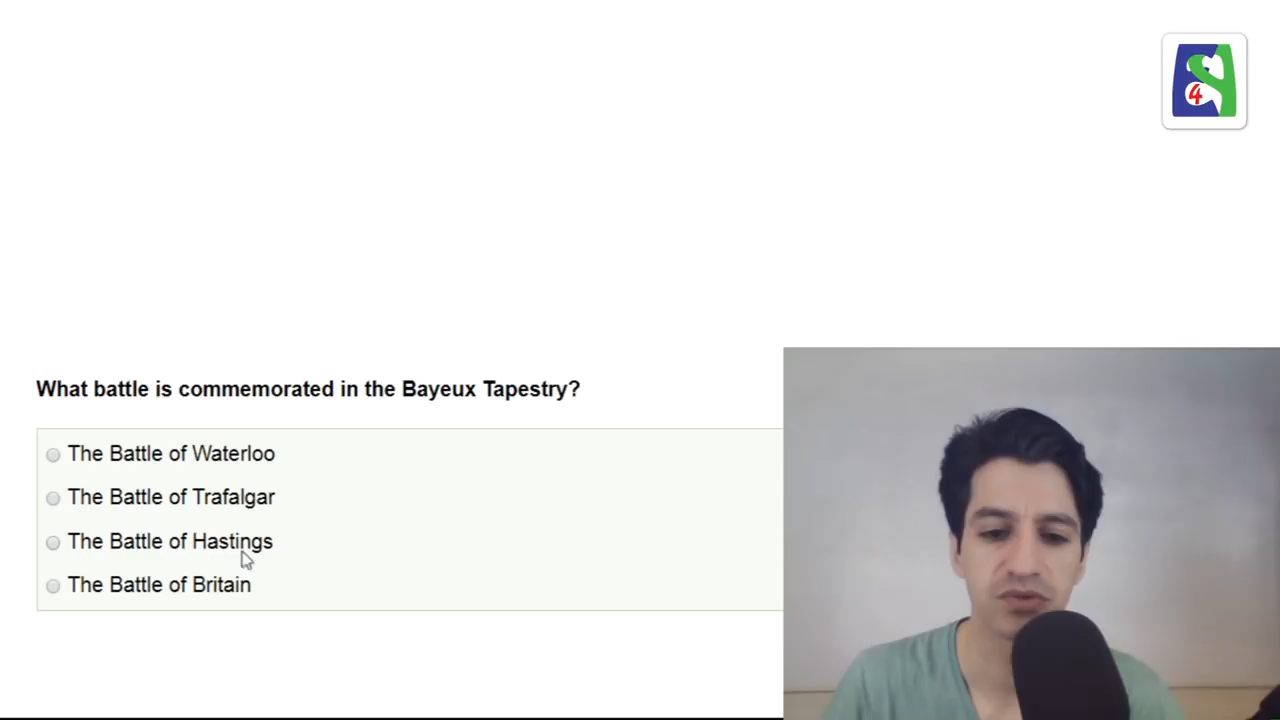 4
What battle is commemorated in the Bayeux Tapestry?
The Battle of Waterloo
The Battle of Trafalgar
The Battle of Hastings
The Battle of Britain